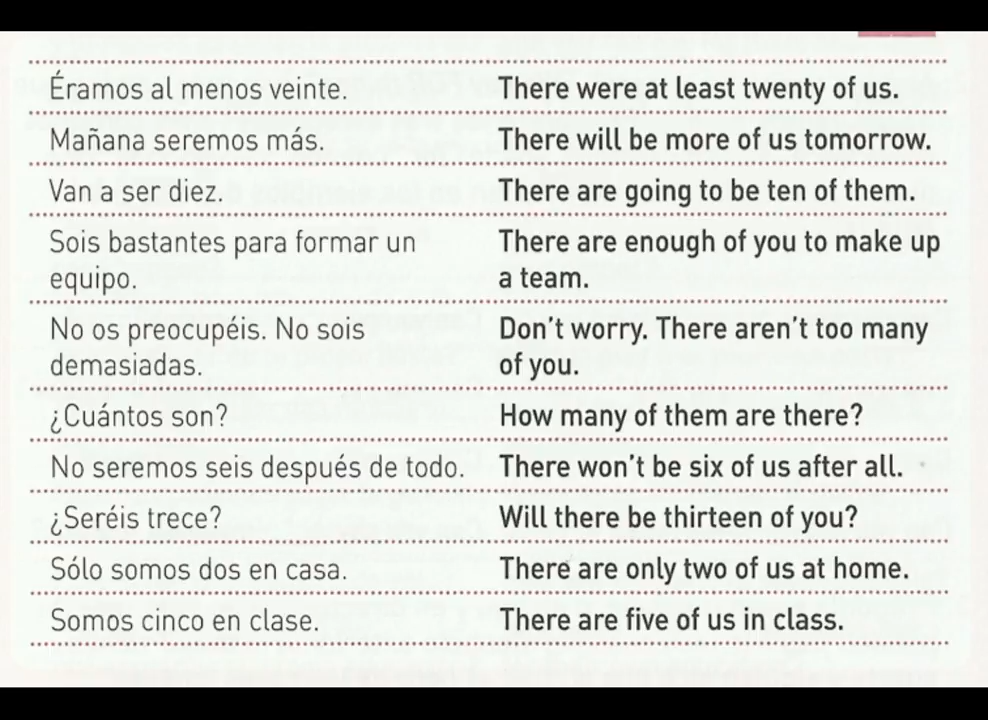 Éramos al menos veinte. There were at least twenty of us.
Mañana seremos más. There will be more of us tomorrow.
Van a ser diez. There are going to be ten of them.
Sois bastantes para formar un There are enough of you to make up
equipo. a team.
No os preocupéis. No sois Don't worry. There aren't too many
demasiadas. of you.
¿Cuántos son? How many of them are there?
No seremos seis después de todo. There won't be six of us after all.
¿Seréis trece? Will there be thirteen of you?
Sólo somos dos en casa. There are only two of us at home.
Somos cinco en clase. There are five of us in class.